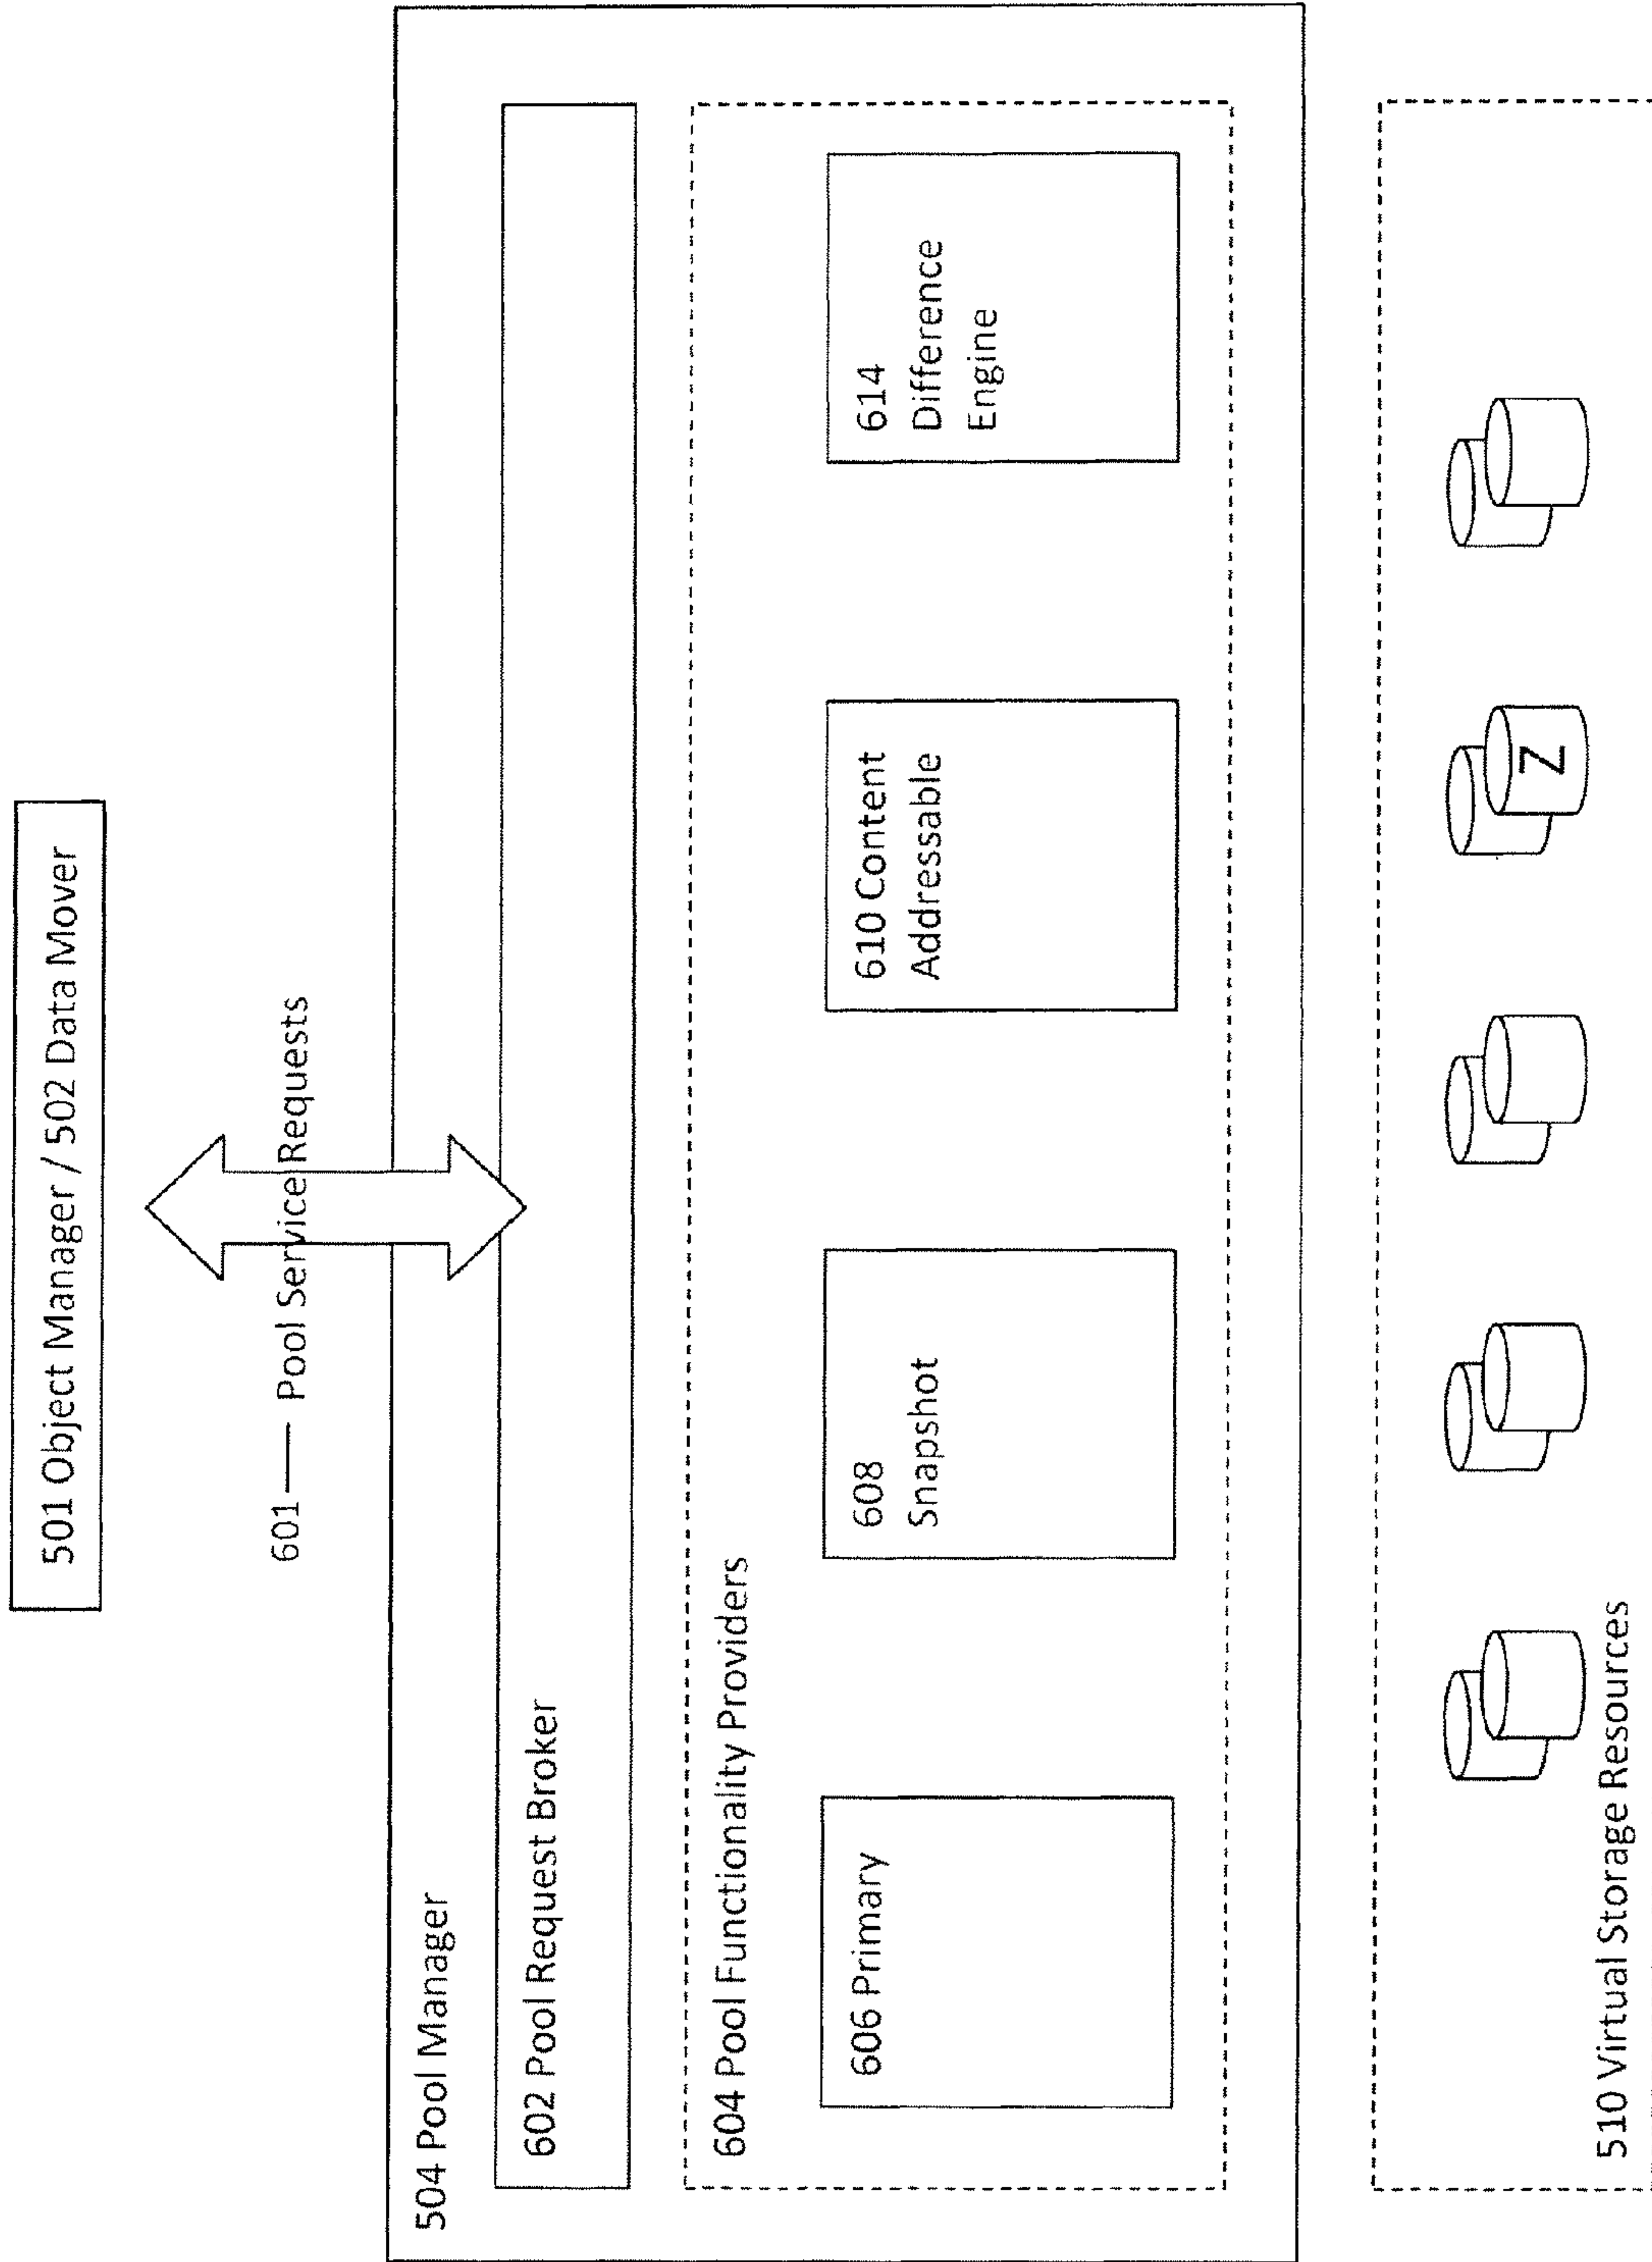 501 Object Manager / 502 Data Mover
601 — Pool Service Requests
504 Pool Manager
602 Pool Request Broker
604 Pool Functionality Providers
606 Primary
608
Snapshot
610 Content
Addressable
614
Difference
Engine
N
510 Virtual Storage Resources